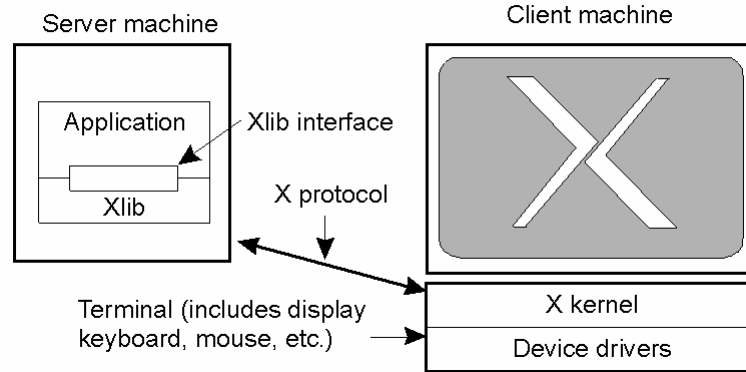 Server machine
Client machine
Application
Xlib interface
Xlib
X protocol
Terminal (includes display
keyboard, mouse, etc.)
X kernel
Device drivers